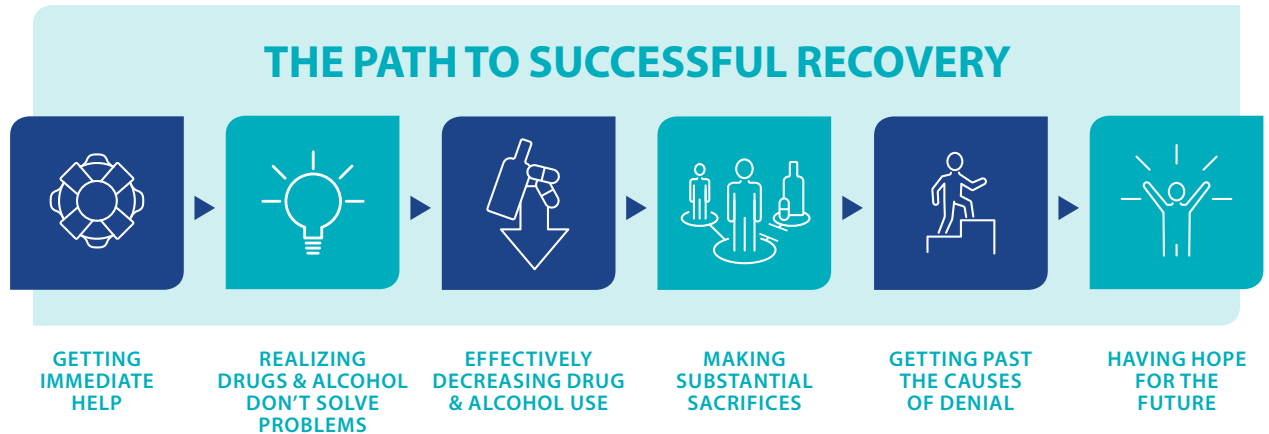 THE PATH TO SUCCESSFUL RECOVERY
GETTING
IMMEDIATE
HELP
REALIZING
DRUGS & ALCOHOL
DON'T SOLVE
PROBLEMS
EFFECTIVELY
DECREASING DRUG
& ALCOHOL USE
MAKING
SUBSTANTIAL
SACRIFICES
GETTING PAST
THE CAUSES
OF DENIAL
HAVING HOPE
FOR THE
FUTURE